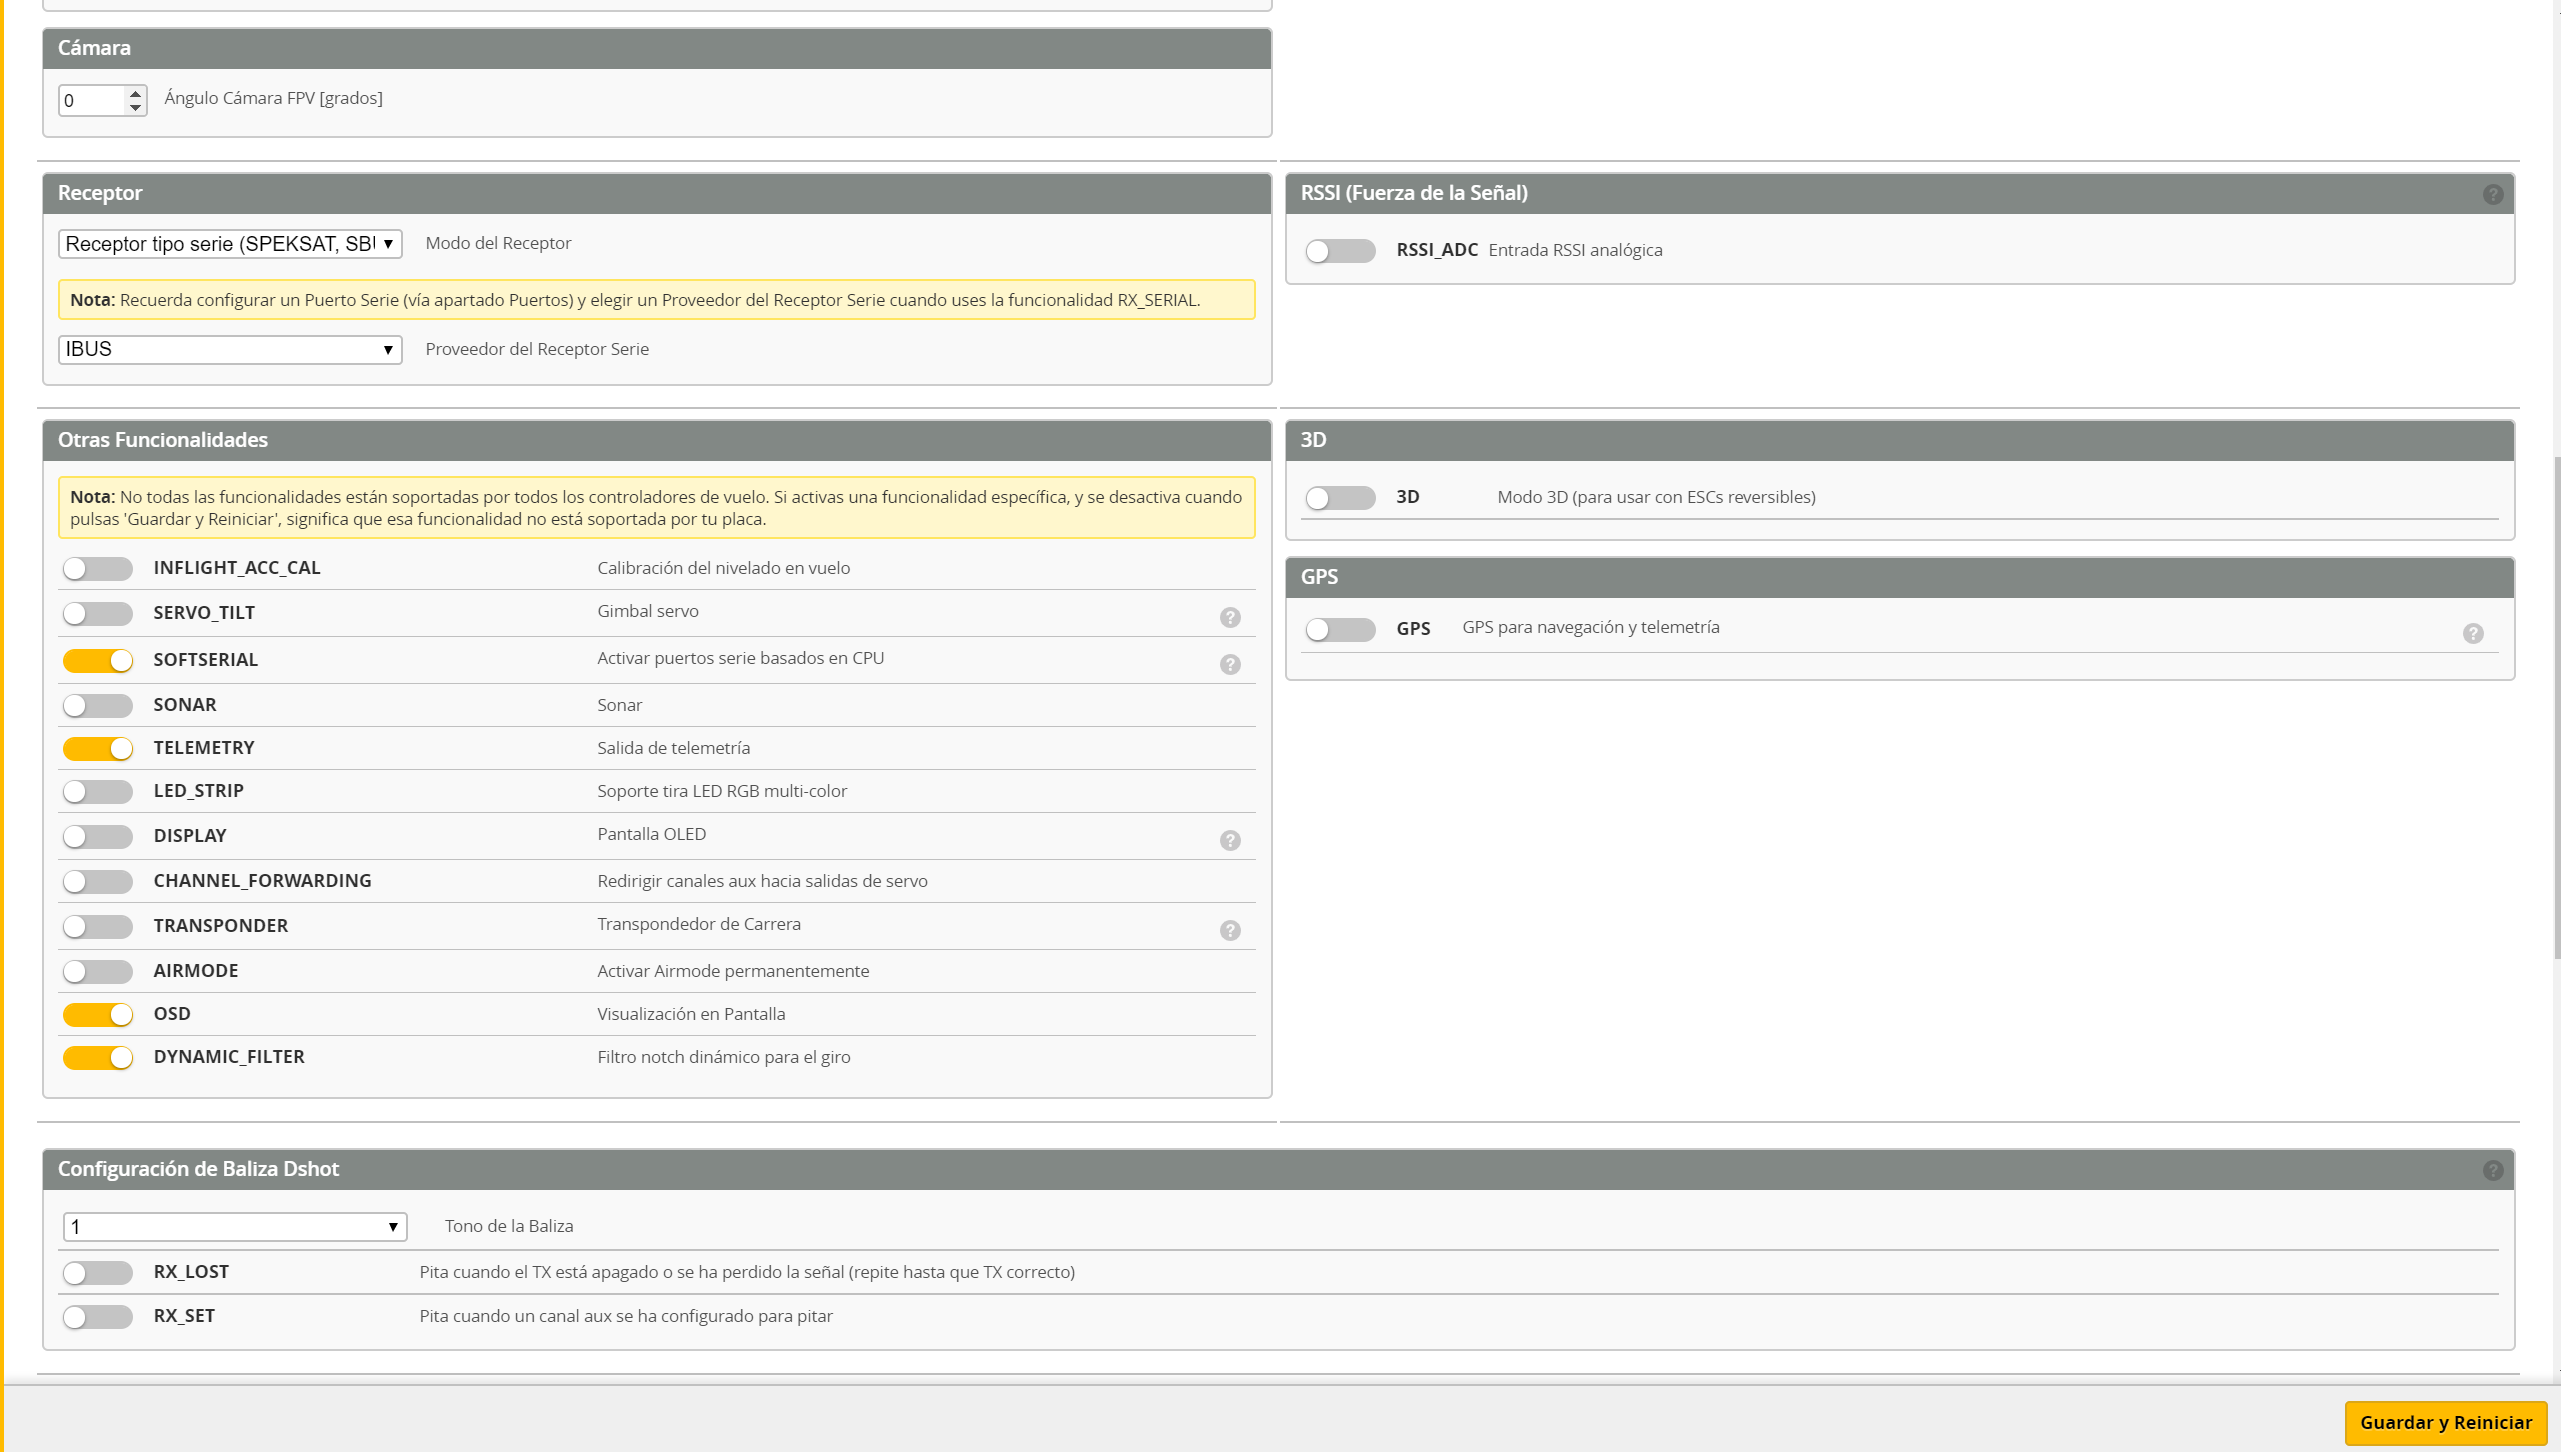 Cámara
0
Ángulo Cámara FPV [grados]
Receptor
Receptor tipo serie (SPEKSAT, SBU
Modo del Receptor
Nota: Recuerda configurar un Puerto Serie (vía apartado Puertos) y elegir un Proveedor del Receptor Serie cuando uses la funcionalidad RX_SERIAL.
IBUS
Proveedor del Receptor Serie
RSSI (Fuerza de la Señal)
RSSI_ADC Entrada RSSI analógica
Otras Funcionalidades
Nota: No todas las funcionalidades están soportadas por todos los controladores de vuelo. Si activas una funcionalidad específica, y se desactiva cuando
pulsas 'Guardar y Reiniciar', significa que esa funcionalidad no está soportada por tu placa.
INFLIGHT_ACC_CAL Calibración del nivelado en vuelo
SERVO_TILT Gimbal servo
SOFTSERIAL Activar puertos serie basados en CPU
SONAR Sonar
TELEMETRY Salida de telemetría
LED_STRIP Soporte tira LED RGB multi-color
DISPLAY Pantalla OLED
CHANNEL_FORWARDING Redirigir canales aux hacia salidas de servo
TRANSPONDER Transpondedor de Carrera
AIRMODE Activar Airmode permanentemente
OSD Visualización en Pantalla
DYNAMIC_FILTER Filtro notch dinámico para el giro
3D
3D Modo 3D (para usar con ESCs reversibles)
GPS
GPS GPS para navegación y telemetría
Configuración de Baliza Dshot
1
Tono de la Baliza
RX_LOST Pita cuando el TX está apagado o se ha perdido la señal (repite hasta que TX correcto)
RX_SET Pita cuando un canal aux se ha configurado para pitar
Guardar y Reiniciar